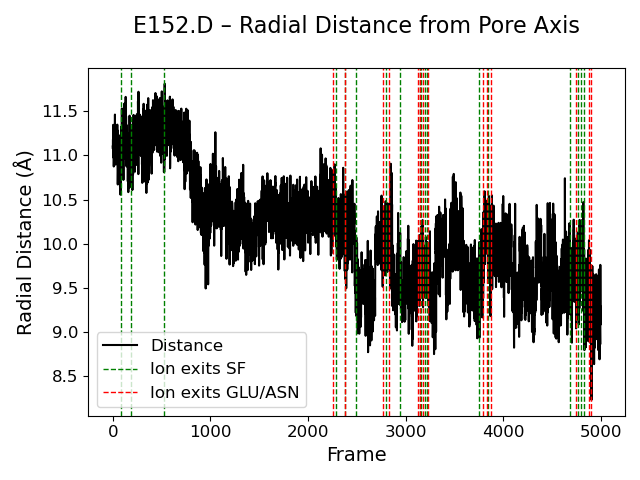 E152.D – Radial Distance from Pore Axis
Radial Distance (Å)
11.5
11.0
10.5
10.0
9.5
9.0
8.5
Distance
Ion exits SF
Ion exits GLU/ASN
0
1000
2000
3000
4000
5000
Frame